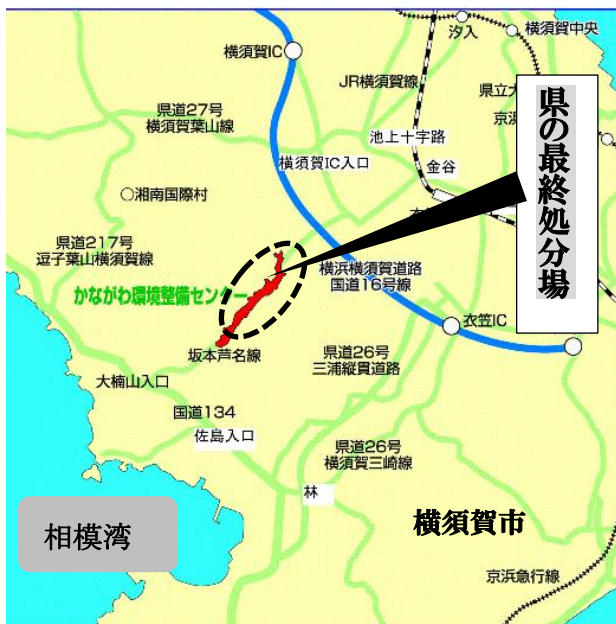 汐入
横須賀中央
横須賀IC
JR横須賀線
県立大
京浜
県道27号
横須賀葉山線
池上十字路
横須賀IC入口
金谷
県の最終処分場
湘南国際村
衣
県道217号
逗子葉山横須賀線
横浜横須賀道路
国道16号線
かながわ環境整備センター
衣笠IC
坂本芦名線
県道26号
三浦縦貫道路
大楠山入口
国道134
佐島入口
県道26号
横須賀三崎線
林
横須賀市
相模湾
京浜急行線